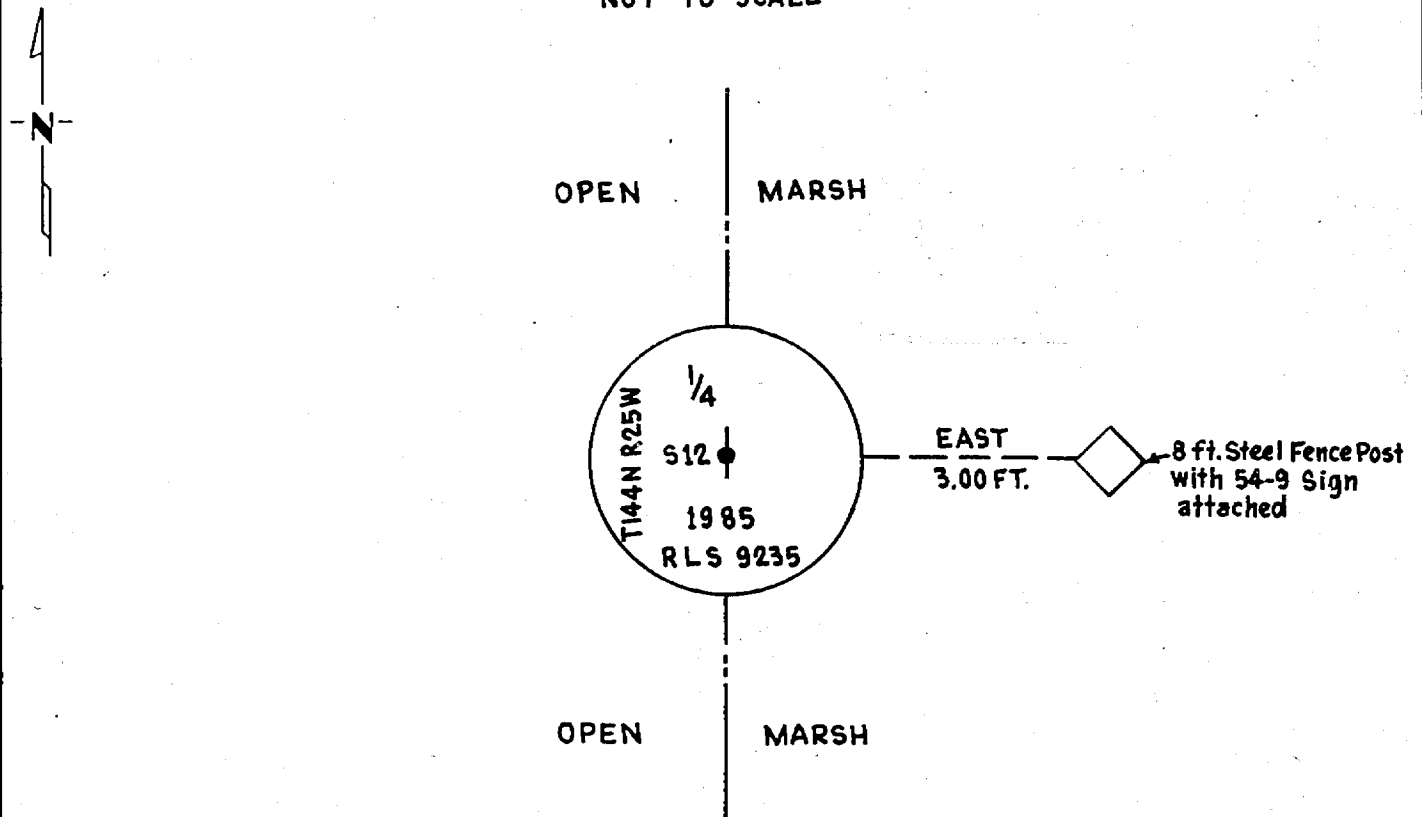 NOT TO SCALE
N
OPEN MARSH
1/4
T144N R25W
S12
1985
RLS 9235
EAST
3.00 FT.
8 ft. Steel Fence Post
with 54-9 Sign
attached
OPEN MARSH